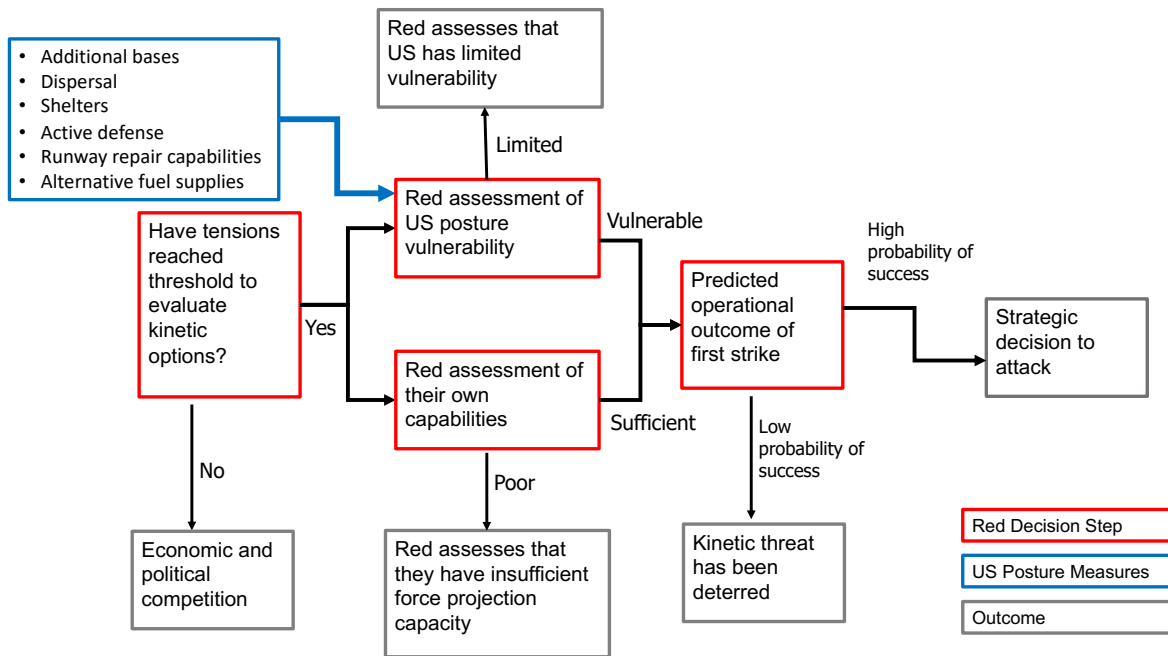 • Additional bases
• Dispersal
• Shelters
• Active defense
• Runway repair capabilities
• Alternative fuel supplies
Red assesses that
US has limited
vulnerability
Limited
Red assessment of
US posture
vulnerability
Vulnerable
Have tensions
reached
threshold to
evaluate
kinetic
options?
Yes
No
Red assessment of
their own
capabilities
Sufficient
Poor
Predicted
operational
outcome of
first strike
High
probability of
success
Strategic
decision to
attack
Low
probability of
success
Economic and
political
competition
Red assesses that
they have insufficient
force projection
capacity
Kinetic threat
has been
deterred
Red Decision Step
US Posture Measures
Outcome